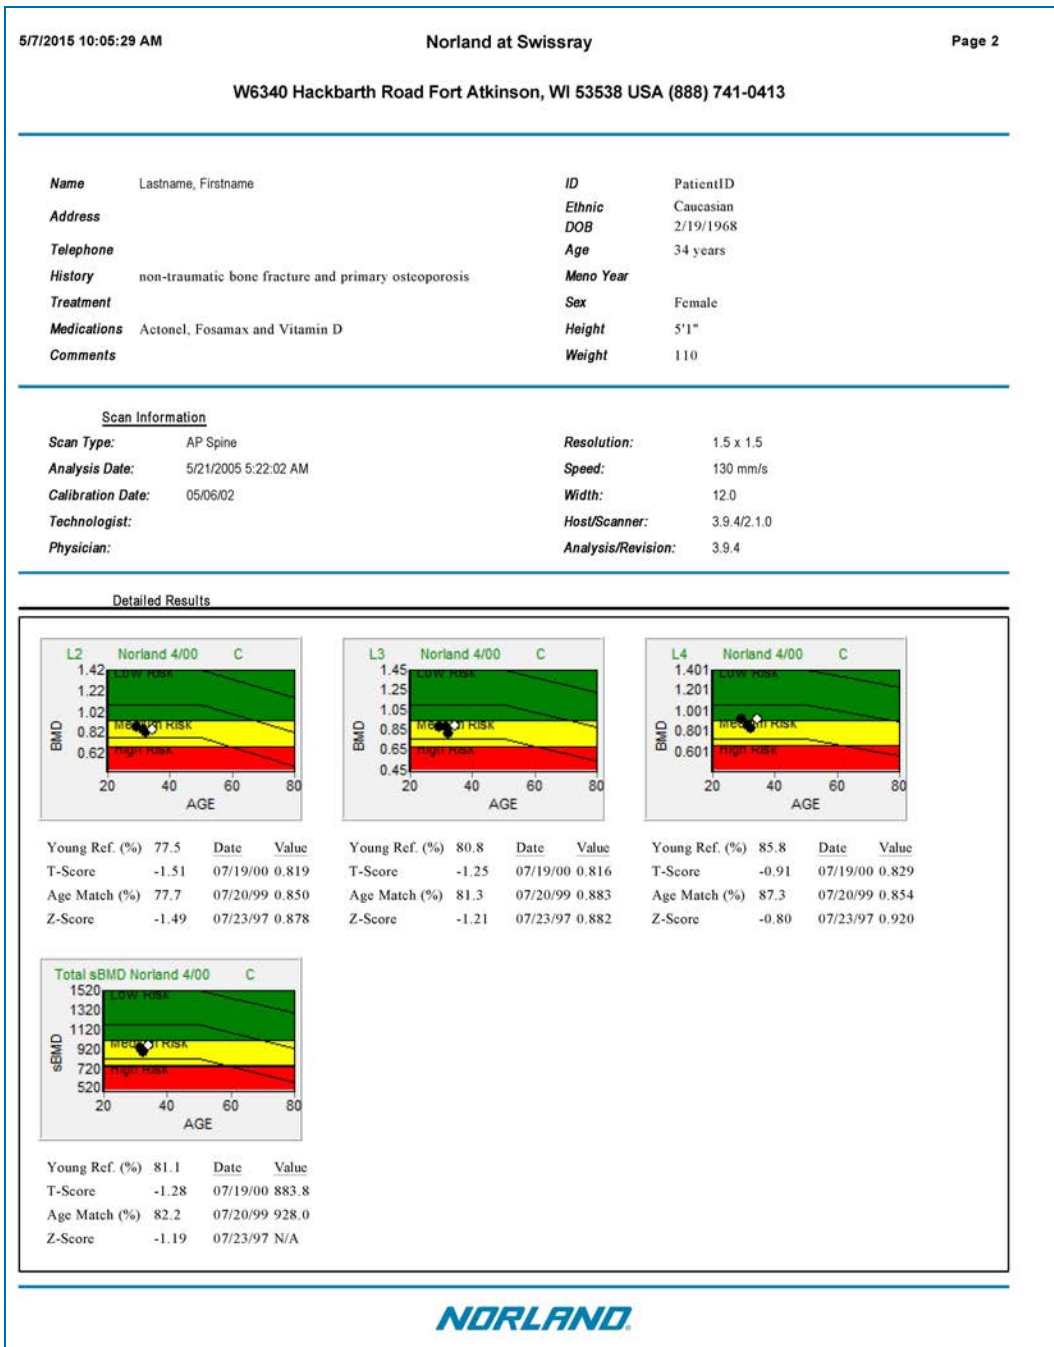 5/7/2015 10:05:29 AM Norland at Swissray Page 2
W6340 Hackbarth Road Fort Atkinson, WI 53538 USA (888) 741-0413
Name Lastname, Firstname ID PatientID
Address Ethnic Caucasian
DOB 2/19/1968
Telephone Age 34 years
History non-traumatic bone fracture and primary osteoporosis Meno Year
Treatment Sex Female
Medications Actonel, Fosamax and Vitamin D Height 5'1"
Comments Weight 110
Scan Information
Scan Type: AP Spine Resolution: 1.5 x 1.5
Analysis Date: 5/21/2005 5:22:02 AM Speed: 130 mm/s
Calibration Date: 05/06/02 Width: 12.0
Technologist: Host/Scanner: 3.9.4/2.1.0
Physician: Analysis/Revision: 3.9.4
Detailed Results
L2 Norland 4/00 C
1.42
Low Risk
1.22
1.02
Medium Risk
0.82
High Risk
0.62
BMD
20 40 60 80
AGE
L3 Norland 4/00 C
1.45
Low Risk
1.25
1.05
Medium Risk
0.85
0.65
High Risk
0.45
BMD
20 40 60 80
AGE
L4 Norland 4/00 C
1.401
Low Risk
1.201
1.001
Medium Risk
0.801
0.601
High Risk
BMD
20 40 60 80
AGE
Young Ref. (%) 77.5 Date Value
T-Score -1.51 07/19/00 0.819
Age Match (%) 77.7 07/20/99 0.850
Z-Score -1.49 07/23/97 0.878
Young Ref. (%) 80.8 Date Value
T-Score -1.25 07/19/00 0.816
Age Match (%) 81.3 07/20/99 0.883
Z-Score -1.21 07/23/97 0.882
Young Ref. (%) 85.8 Date Value
T-Score -0.91 07/19/00 0.829
Age Match (%) 87.3 07/20/99 0.854
Z-Score -0.80 07/23/97 0.920
Total sBMD Norland 4/00 C
1520
Low Risk
1320
1120
Medium Risk
920
720
High Risk
520
sBMD
20 40 60 80
AGE
Young Ref. (%) 81.1 Date Value
T-Score -1.28 07/19/00 883.8
Age Match (%) 82.2 07/20/99 928.0
Z-Score -1.19 07/23/97 N/A
NORLAND.